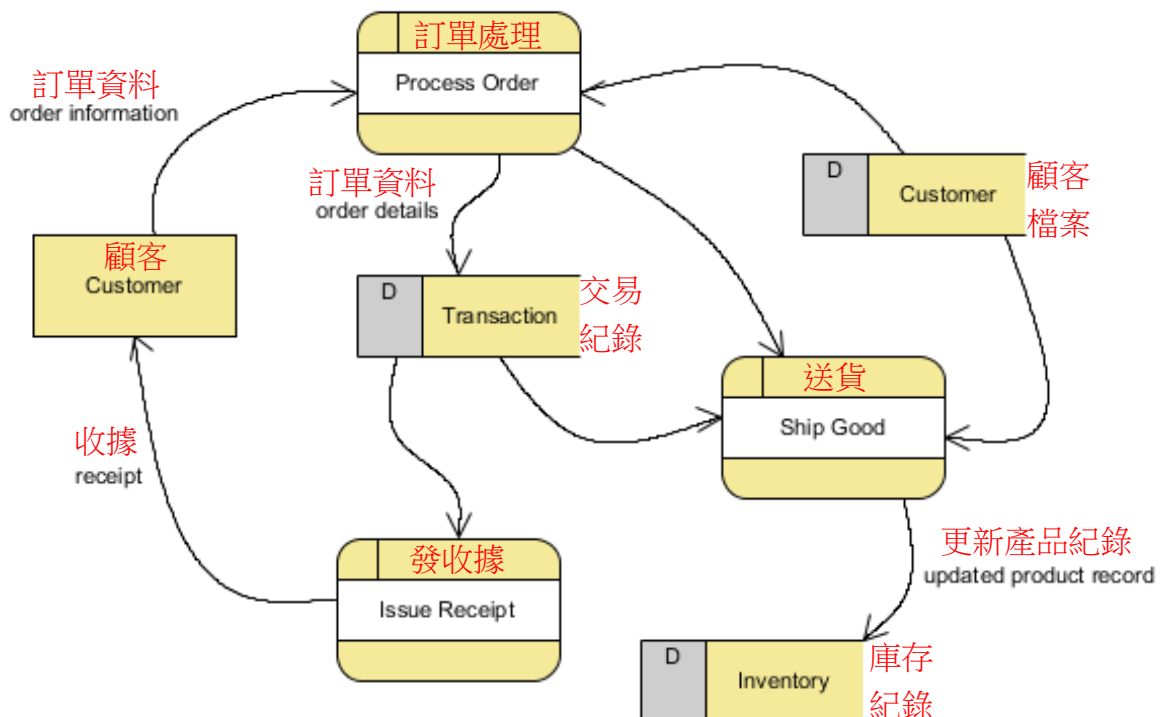 訂單處理
Process Order
訂單資料
order information
訂單資料
order details
D
Customer
顧客
檔案
顧客
Customer
D
Transaction
交易
紀錄
送貨
Ship Good
收據
receipt
發收據
Issue Receipt
更新產品紀錄
updated product record
D
Inventory
庫存
紀錄